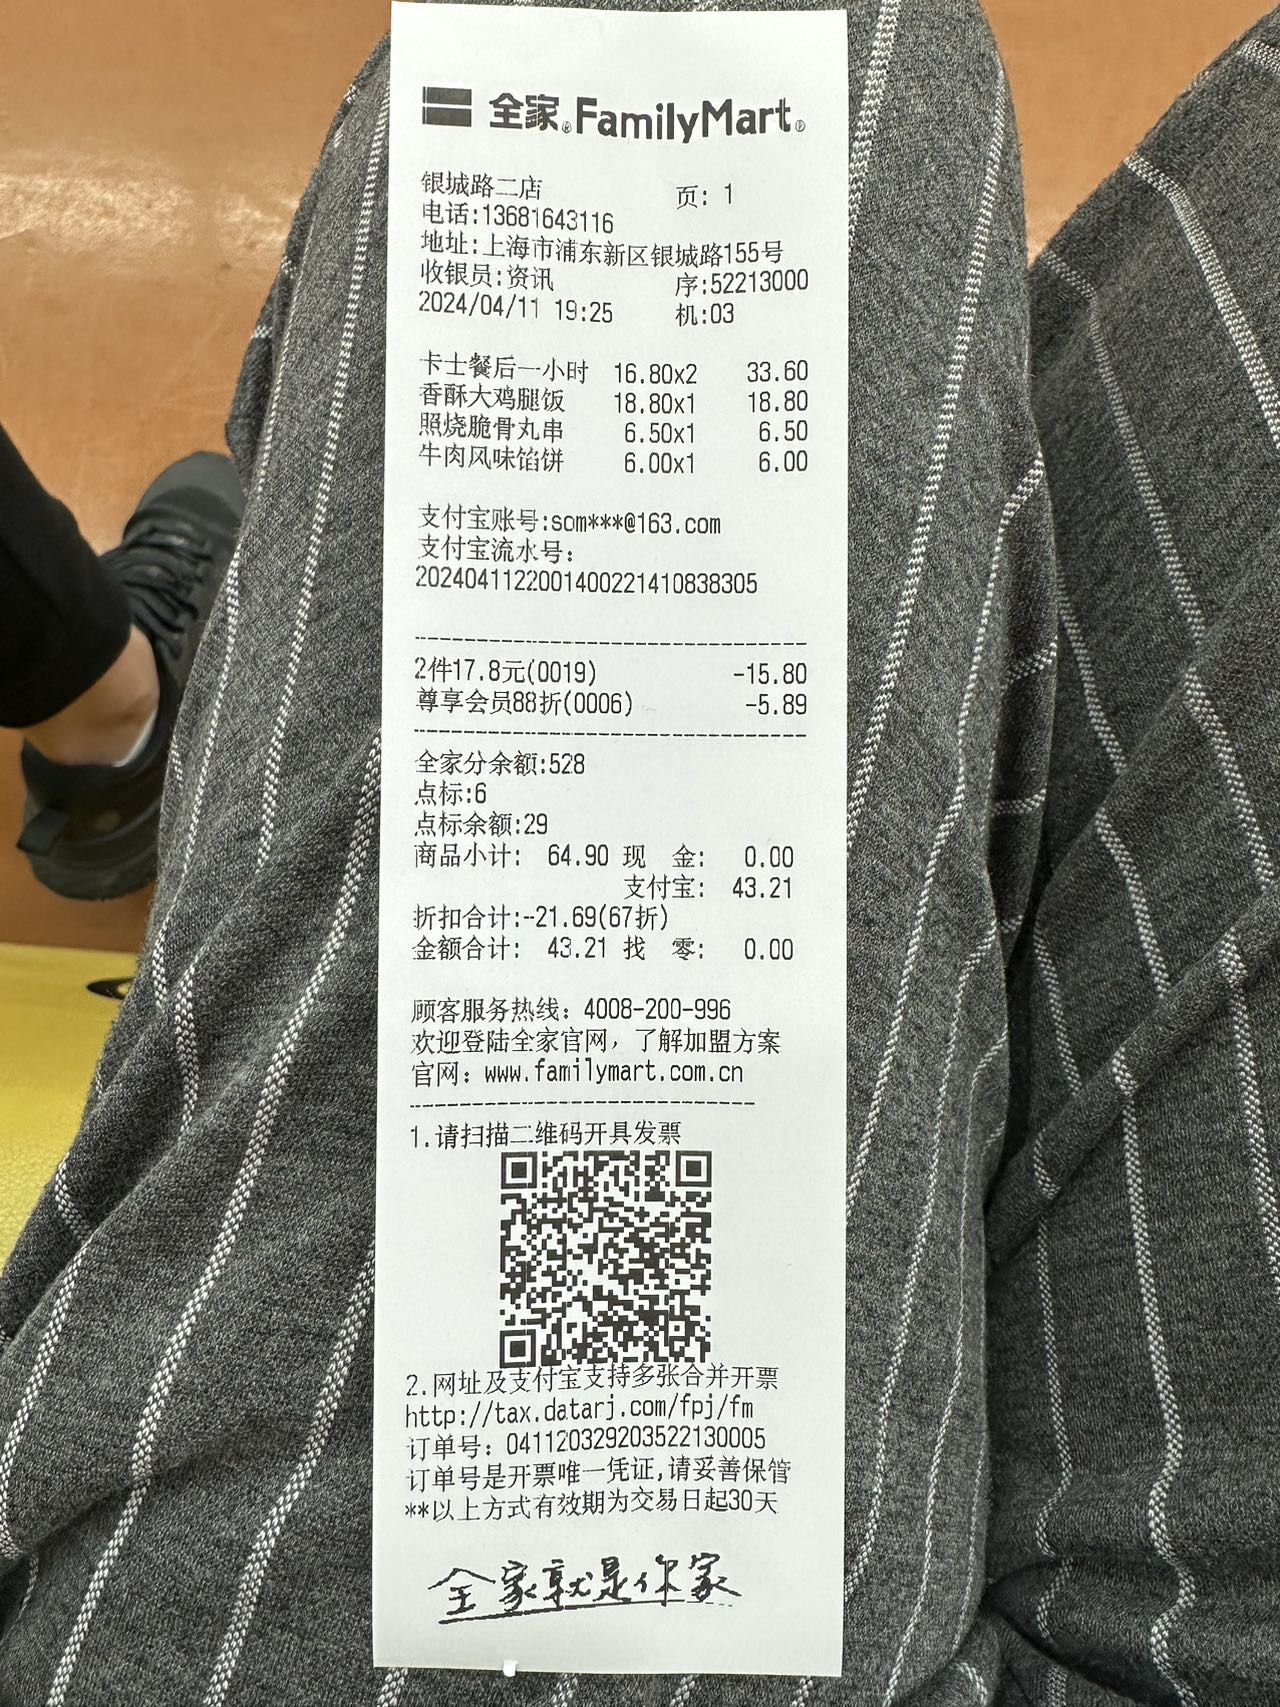 全家 FamilyMart
银城路二店 页: 1
电话:13681643116
地址:上海市浦东新区银城路155号
收银员:资讯 序:52213000
2024/04/11 19:25 机:03
卡士餐后一小时 16.80x2 33.60
香酥大鸡腿饭 18.80x1 18.80
照烧脆骨丸串 6.50x1 6.50
牛肉风味馅饼 6.00x1 6.00
支付宝账号:som***@163.com
支付宝流水号:
2024041122001400221410838305
2件17.8元(0019) -15.80
尊享会员88折(0006) -5.89
全家分余额:528
点标:6
点标余额:29
商品小计: 64.90 现 金: 0.00
支付宝: 43.21
折扣合计:-21.69(67折)
金额合计: 43.21 找 零: 0.00
顾客服务热线: 4008-200-996
欢迎登陆全家官网，了解加盟方案
官网: www.familymart.com.cn
1.请扫描二维码开具发票
2.网址及支付宝支持多张合并开票
http://tax.datarj.com/fpj/fm
订单号: 041120329203522130005
订单号是开票唯一凭证,请妥善保管
**以上方式有效期为交易日起30天
全家就是你家